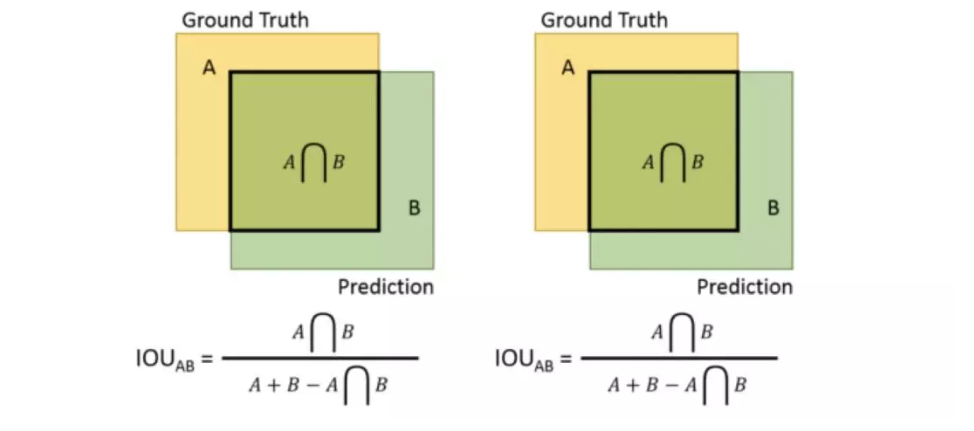 Ground Truth
A
A⋂B
B
Prediction
IOU_AB = A⋂B / A + B − A⋂B
Ground Truth
A
A⋂B
B
Prediction
IOU_AB = A⋂B / A + B − A⋂B